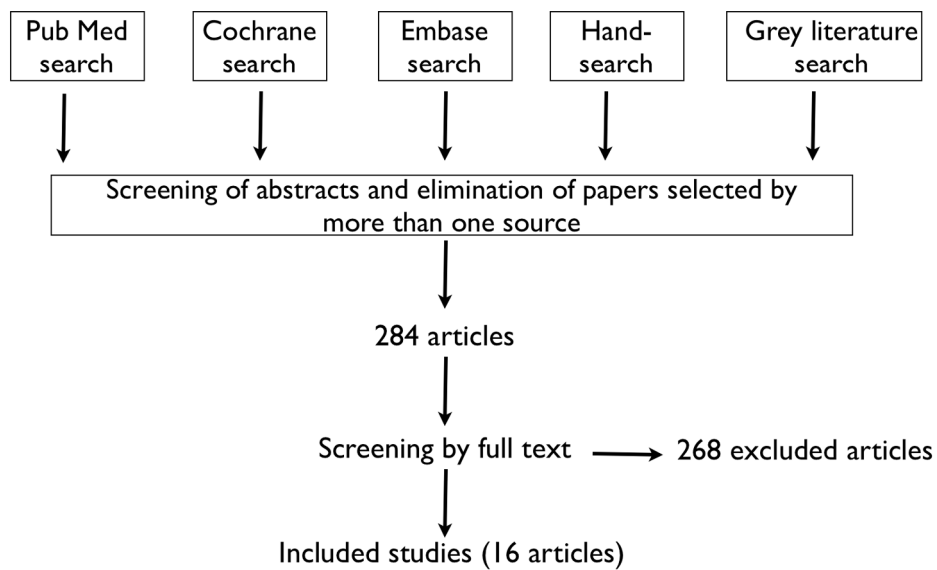 Pub Med
search
Cochrane
search
Embase
search
Hand-
search
Grey literature
search
Screening of abstracts and elimination of papers selected by
more than one source
284 articles
Screening by full text
268 excluded articles
Included studies (16 articles)